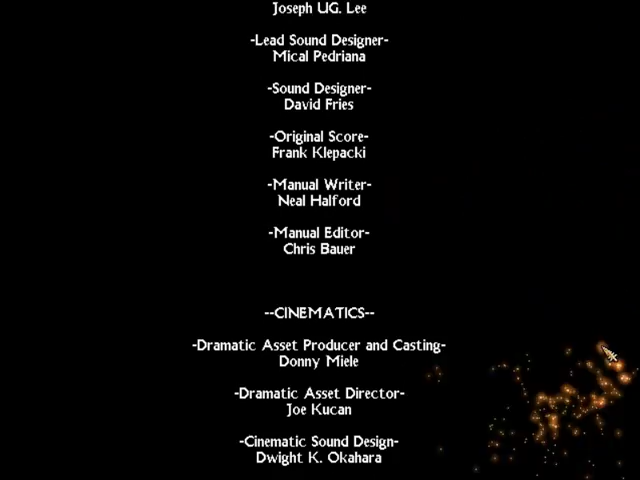 Joseph UG. Lee
-Lead Sound Designer-
Mical Pedriana
-Sound Designer-
David Fries
-Original Score-
Frank Klepacki
-Manual Writer-
Neal Halford
-Manual Editor-
Chris Bauer
--CINEMATICS--
-Dramatic Asset Producer and Casting-
Donny Miele
-Dramatic Asset Director-
Joe Kucan
-Cinematic Sound Design-
Dwight K. Okahara